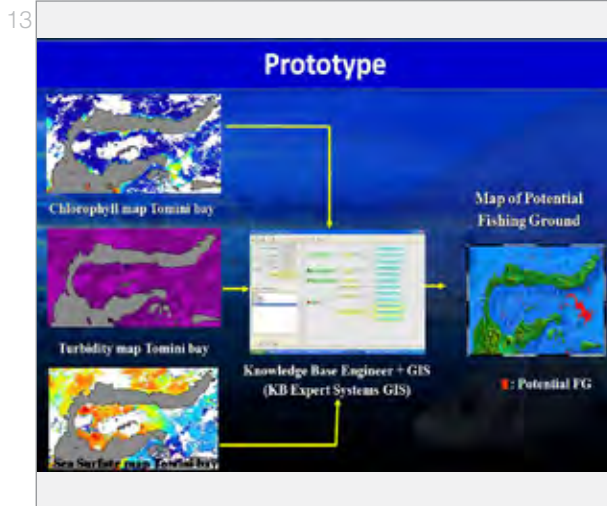 13
Prototype
Chlorophyll map Tomini bay
Map of Potential
Fishing Ground
Turbidity map Tomini bay
Knowledge Base Engineer + GIS
(KB Expert Systems GIS)
: Potential FG
Sea Surface map Tomini bay